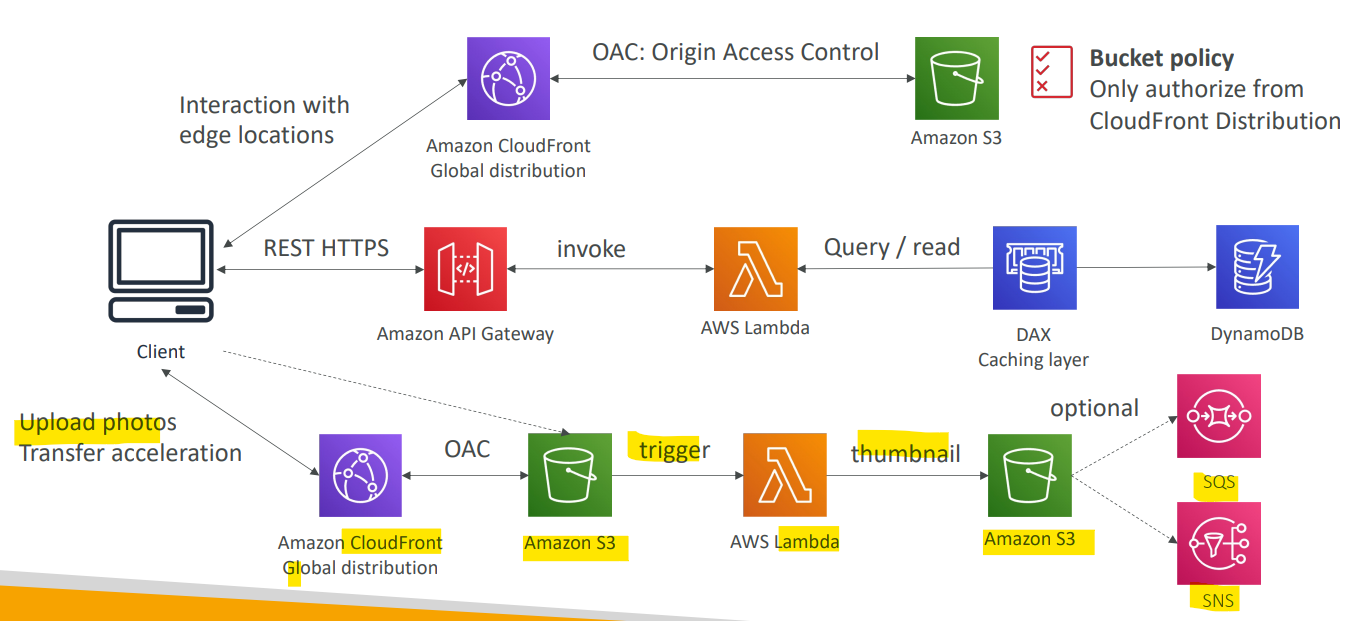 OAC: Origin Access Control
Bucket policy
Only authorize from
CloudFront Distribution
Interaction with
edge locations
Amazon CloudFront
Global distribution
Amazon S3
REST HTTPS
invoke
Query / read
Amazon API Gateway
AWS Lambda
DAX
Caching layer
DynamoDB
Client
Upload photos
Transfer acceleration
OAC
trigger
thumbnail
optional
Amazon CloudFront
Global distribution
Amazon S3
AWS Lambda
Amazon S3
SQS
SNS